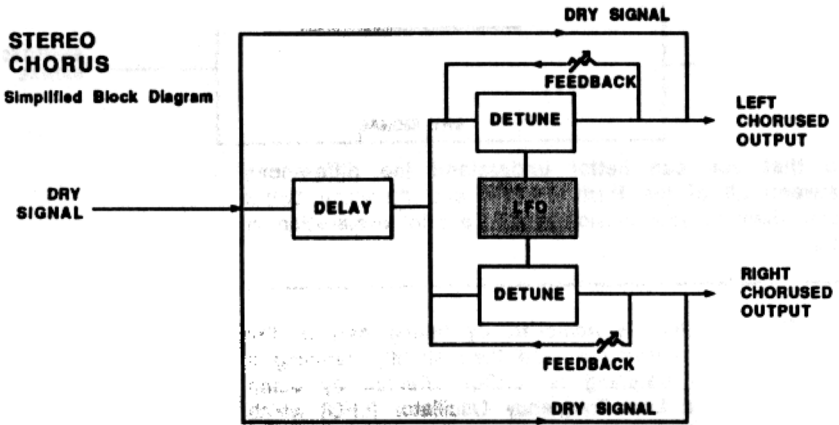 DRY SIGNAL
STEREO
CHORUS
Simplified Block Diagram
FEEDBACK
DETUNE
LEFT
CHORUSED
OUTPUT
DRY
SIGNAL
DELAY
LFO
DETUNE
RIGHT
CHORUSED
OUTPUT
FEEDBACK
DRY SIGNAL